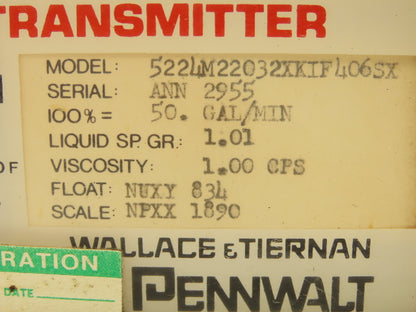 TRANSMITTER
MODEL: 5224M22032XKIF406SX
SERIAL: ANN 2955
100%= 50. GAL/MIN
LIQUID SP. GR.: 1.01
OF VISCOSITY: 1.00 CPS
FLOAT: NUXY 834
SCALE: NPXX 1890
WALLACE & TIERNAN
RATION
DATE
PENNWALT